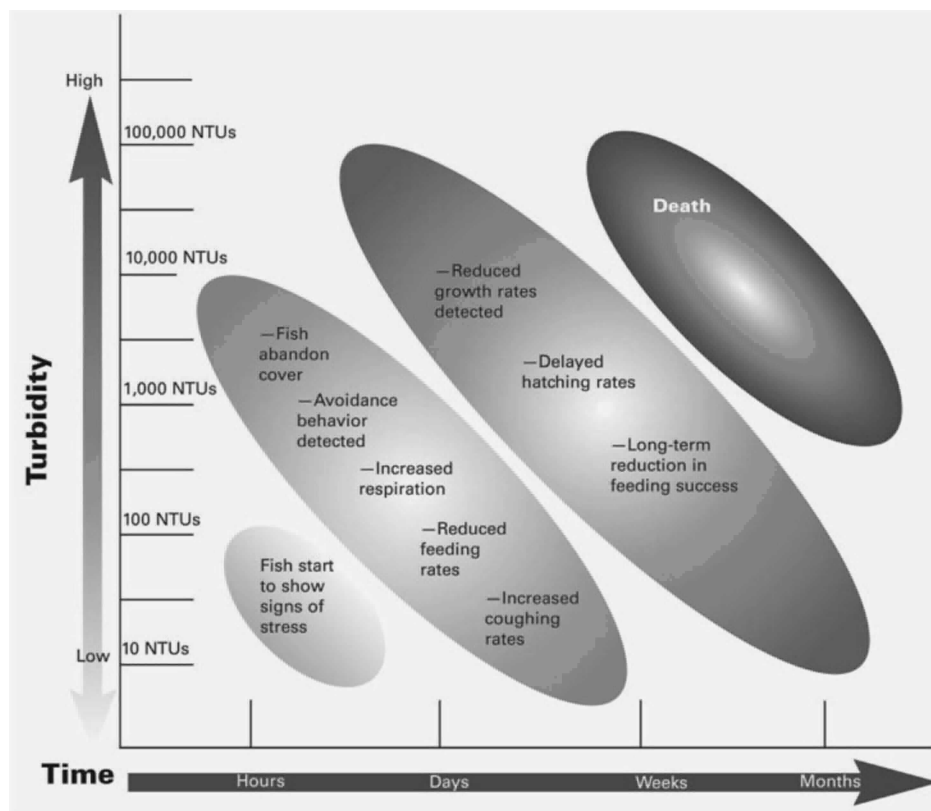 High
100,000 NTUs
Death
10,000 NTUs
—Reduced
growth rates
detected
—Fish
abandon
cover
—Delayed
hatching rates
1,000 NTUs
—Avoidance
behavior
detected
—Increased
respiration
—Long-term
reduction in
feeding success
Turbidity
100 NTUs
—Reduced
feeding
rates
Fish start
to show
signs of
stress
—Increased
coughing
rates
Low
10 NTUs
Time
Hours
Days
Weeks
Months